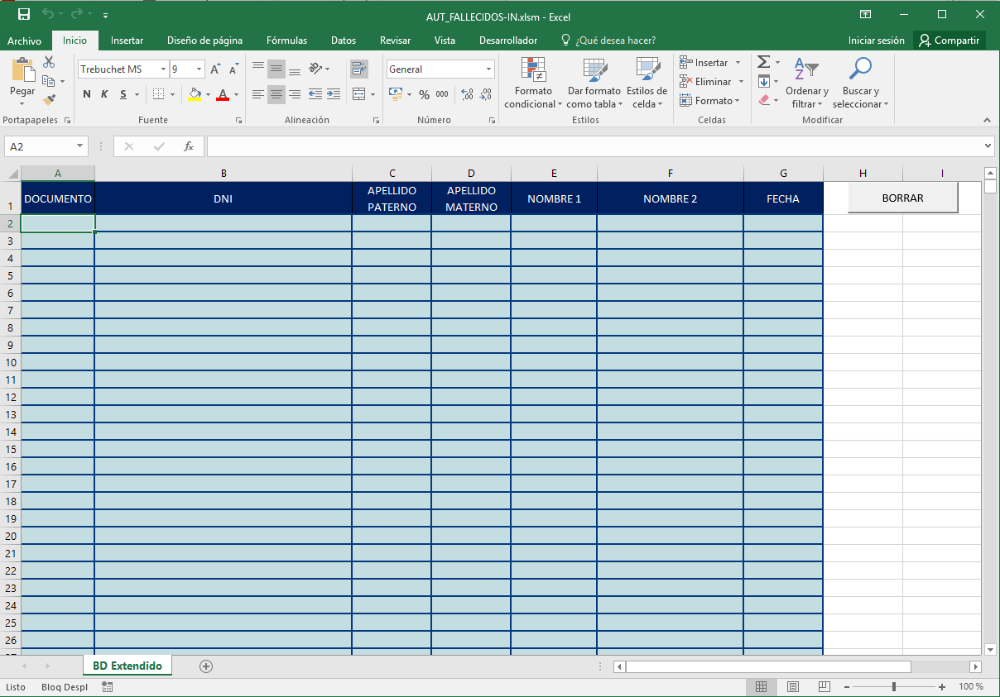 AUT_FALLECIDOS-IN.xlsm - Excel
Archivo Inicio Insertar Diseño de página Fórmulas Datos Revisar Vista Desarrollador ¿Qué desea hacer? Iniciar sesión Compartir
Pegar
Trebuchet MS 9
N K S
General
% 000
Formato
condicional
Dar formato
como tabla
Estilos de
celda
Insertar
Eliminar
Formato
Ordenar y
filtrar
Buscar y
seleccionar
Portapapeles Fuente Alineación Número Estilos Celdas Modificar
A2 fx
A B C D E F G H I
1 DOCUMENTO DNI APELLIDO PATERNO APELLIDO MATERNO NOMBRE 1 NOMBRE 2 FECHA BORRAR
2
3
4
5
6
7
8
9
10
11
12
13
14
15
16
17
18
19
20
21
22
23
24
25
26
BD Extendido
Listo Bloq Despl 100 %